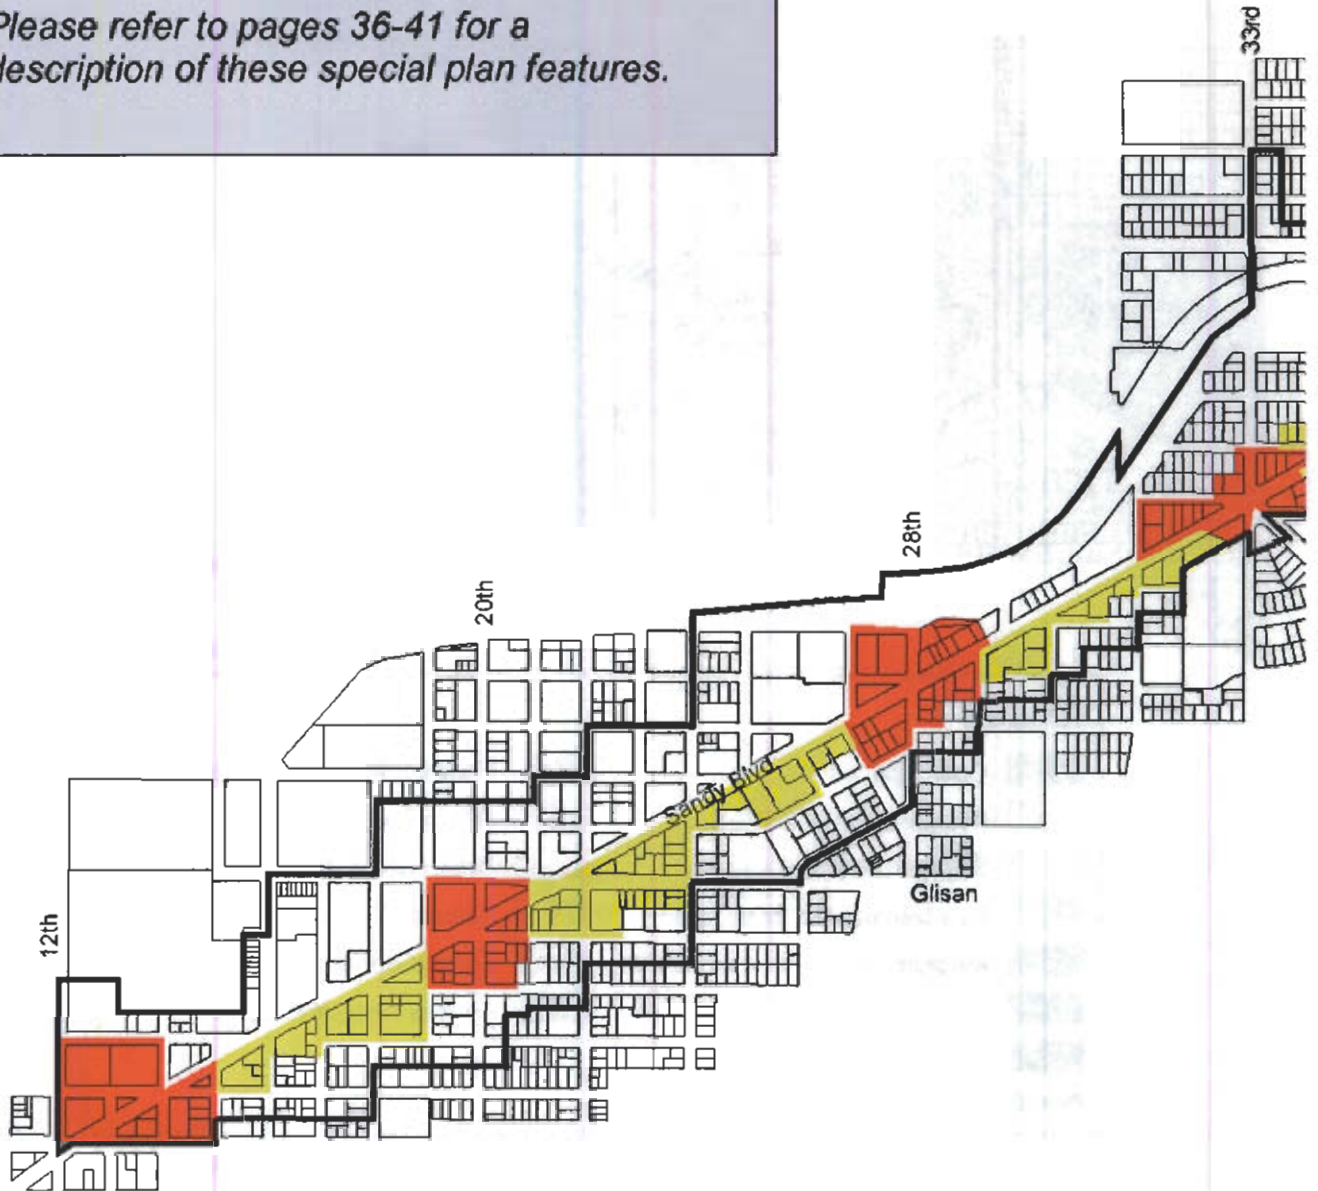 Please refer to pages 36-41 for a
description of these special plan features.
33rd
28th
20th
Sandy Blvd
Glisan
12th